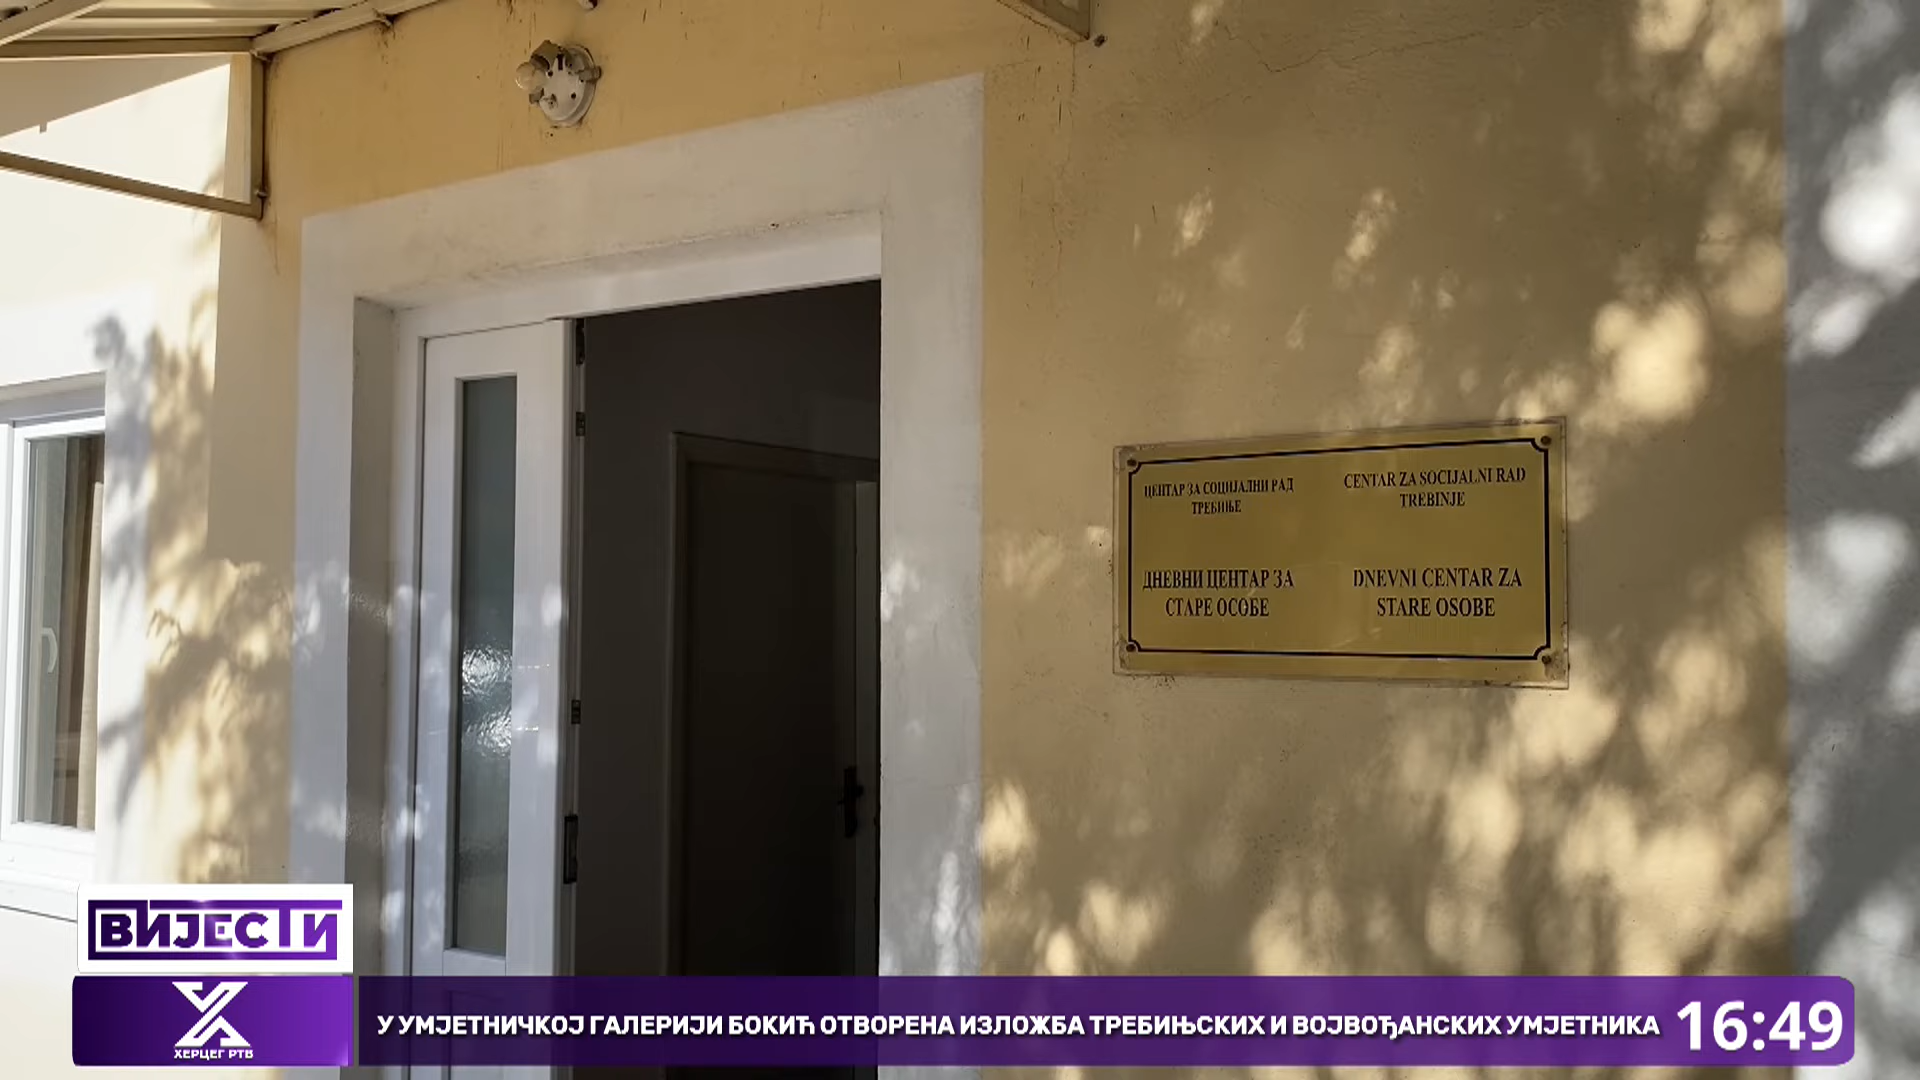 ЦЕНТАР ЗА СОЦИЈАЛНИ РАД
ТРЕБИЊЕ
CENTAR ZA SOCIJALNI RAD
TREBINJE
ДНЕВНИ ЦЕНТАР ЗА
СТАРЕ ОСОБЕ
DNEVNI CENTAR ZA
STARE OSOBE
ВИЈЕСТИ
ХЕРЦЕГ РТВ
У УМЈЕТНИЧКОЈ ГАЛЕРИЈИ БОКИЋ ОТВОРЕНА ИЗЛОЖБА ТРЕБИЊСКИХ И ВОЈВОЂАНСКИХ УМЈЕТНИКА
16:49